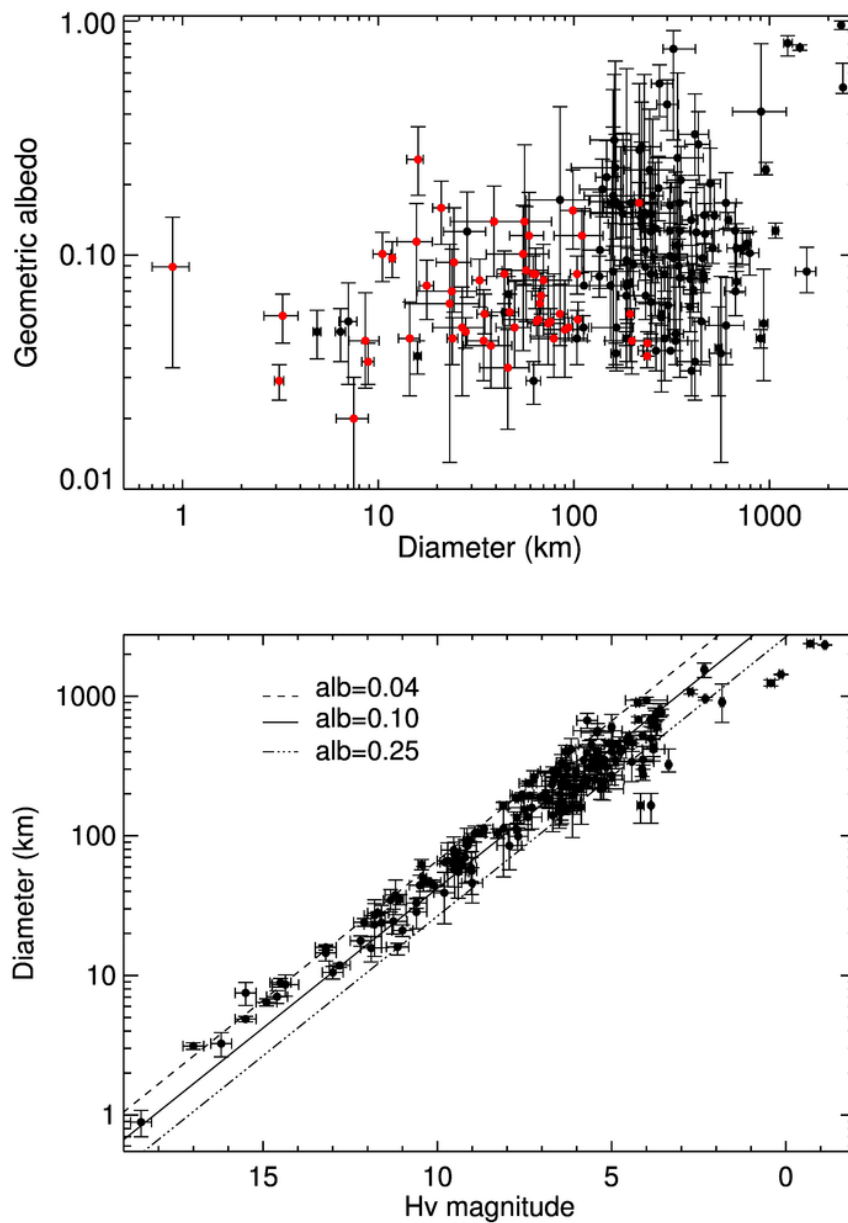 1.00
0.10
0.01
Geometric albedo
1 10 100 1000
Diameter (km)
alb=0.04
alb=0.10
alb=0.25
1000
100
10
1
Diameter (km)
15 10 5 0
Hv magnitude